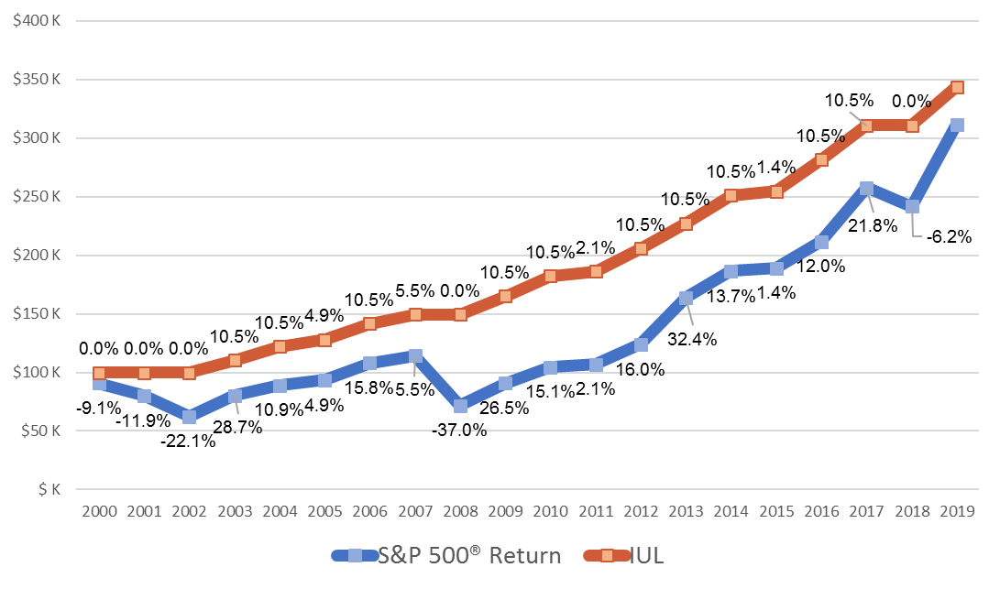 $400 K
$350 K
$300 K
$250 K
$200 K
$150 K
$100 K
$50 K
$ K
0.0% 0.0% 0.0% 10.5% 10.5% 4.9% 10.5% 5.5% 0.0% 10.5% 10.5% 2.1% 10.5% 10.5% 10.5% 1.4% 10.5% 10.5% 0.0%
-9.1% -11.9% -22.1% 28.7% 10.9% 4.9% 15.8% 5.5% -37.0% 26.5% 15.1% 2.1% 16.0% 32.4% 13.7% 1.4% 12.0% 21.8% -6.2%
2000 2001 2002 2003 2004 2005 2006 2007 2008 2009 2010 2011 2012 2013 2014 2015 2016 2017 2018 2019
S&P 500® Return IUL